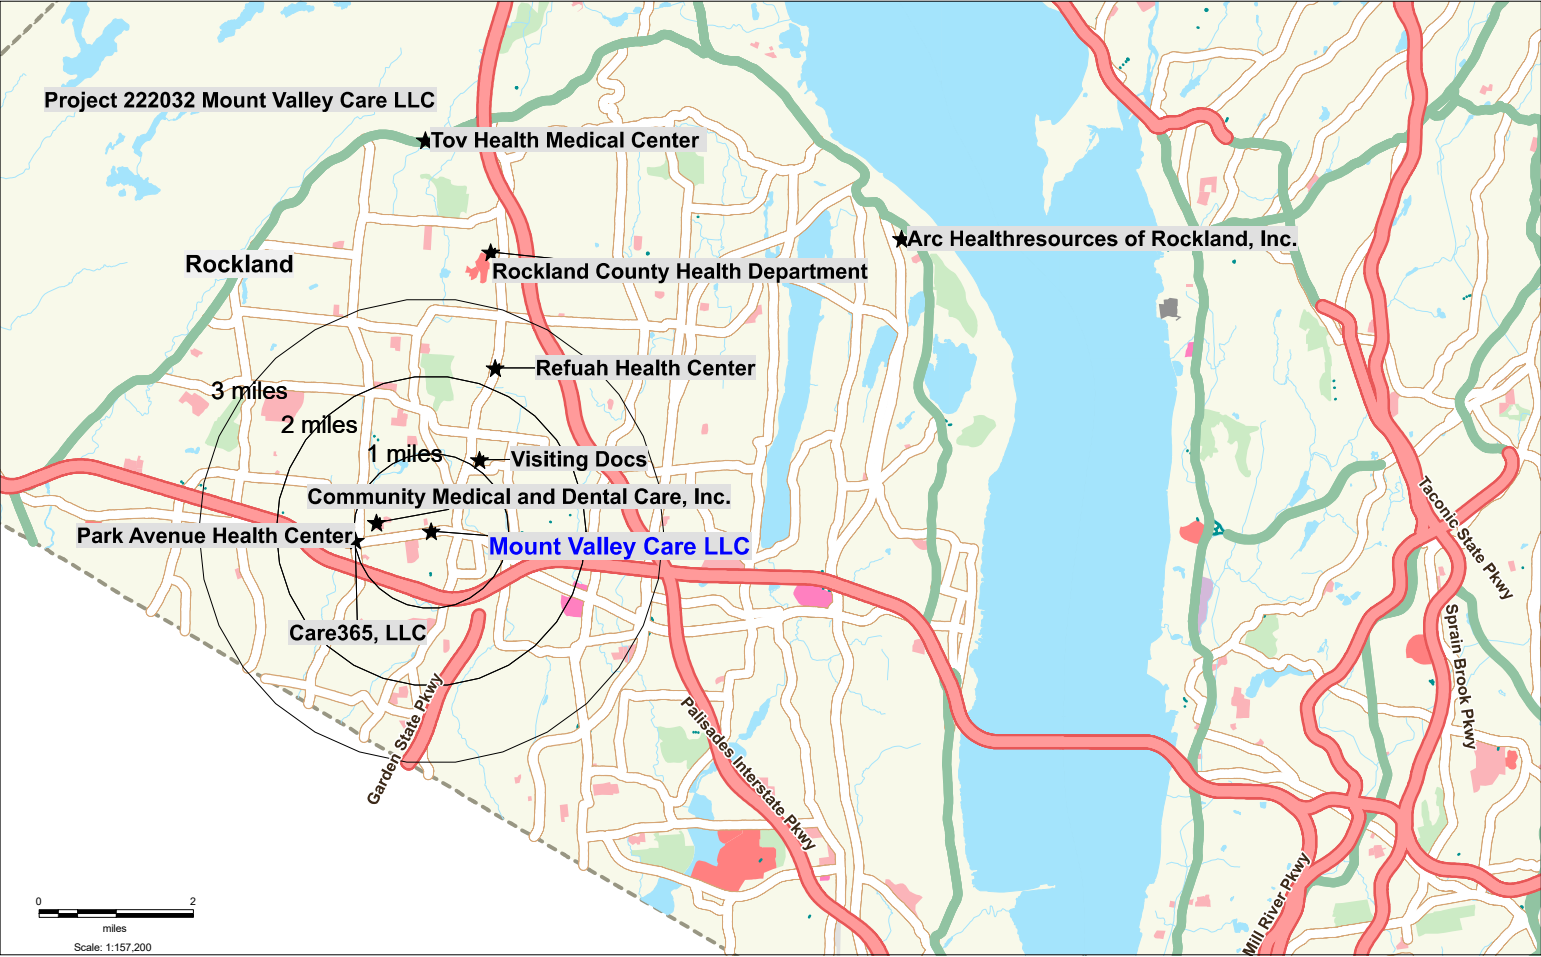 Project 222032 Mount Valley Care LLC
Tov Health Medical Center
Arc Healthresources of Rockland, Inc.
Rockland
Rockland County Health Department
Refuah Health Center
3 miles
2 miles
1 miles
Visiting Docs
Community Medical and Dental Care, Inc.
Park Avenue Health Center
Mount Valley Care LLC
Care365, LLC
Taconic State Pkwy
Sprain Brook Pkwy
Garden State Pkwy
Palisades Interstate Pkwy
Mill River Pkwy
0 2
miles
Scale: 1:157,200